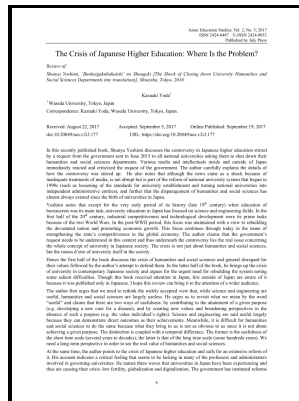 Asian Education Studies; Vol. 2, No. 3; 2017
ISSN 2424-8487 E-ISSN 2424-9033
Published by July Press
The Crisis of Japanese Higher Education: Where Is the Problem?
Review of:
Shunya Yoshimi, 'Bunkeigakubuhaishi' no Shougeki [The Shock of Closing down University Humanities and
Social Sciences Departments (my translation)]. Shueisha, Tokyo, 2016.
Kazuaki Yoda1
1 Waseda University, Tokyo, Japan
Correspondence: Kazuaki Yoda, Waseda University, Tokyo, Japan.
Received: August 22, 2017 Accepted: September 5, 2017 Online Published: September 19, 2017
doi:10.20849/aes.v2i3.177 URL: https://doi.org/10.20849/aes.v2i3.177
In this recently published book, Shunya Yoshimi discusses the controversy in Japanese higher education stirred
by a request from the government sent in June 2015 to all national universities asking them to shut down their
humanities and social sciences departments. Various media and intellectuals inside and outside of Japan
immediately reacted and criticized the request of the government. The author carefully explains the details of
how the controversy was stirred up. He also notes that although the news came as a shock because of
inadequate treatments of media, is not abrupt but is part of the reform of national university system that began in
1990s (such as loosening of the standards for university establishment and turning national universities into
independent administrative entities), and further that the disparagement of humanities and social sciences has
almost always existed since the birth of universities in Japan.
Yoshimi notes that except for the very early period of its history (late 19th century) when education of
bureaucrats was its main task, university education in Japan has focused on science and engineering fields. In the
first half of the 20th century, industrial competitiveness and technological development were its prime tasks
because of the two World Wars. In the post-WWII period, this focus was maintained with a view to rebuilding
the devastated nation and promoting economic growth. This focus continues through today in the name of
strengthening the state's competitiveness in the global economy. The author claims that the government's
request needs to be understood in this context and thus underneath the controversy has the real issue concerning
the whole concept of university in Japanese society. The crisis is not just about humanities and social sciences,
but the raison d'etre of university itself in the society.
Hence the first half of the book discusses the crisis of humanities and social sciences and general disregard for
their values followed by the author's attempt to defend them. In the latter half of the book, he brings up the crisis
of university in contemporary Japanese society and argues for the urgent need for rebuilding the system noting
some salient difficulties. Though this book received attention in Japan, few outside of Japan are aware of it
because it was published only in Japanese. I hope this review can bring it to the attention of a wider audience.
The author first argues that we need to rethink the widely accepted view that, while science and engineering are
useful, humanities and social sciences are largely useless. He urges us to revisit what we mean by the word
"useful" and claims that there are two ways of usefulness; by contributing to the attainment of a given purpose
(e.g. developing a new cure for a disease), and by creating new values and broadening perspectives in the
absence of such a purpose (e.g. the value individual's rights). Science and engineering are said useful largely
because they can demonstrate direct outcomes as their achievements. Meanwhile, it is difficult for humanities
and social sciences to do the same because what they bring to us is not as obvious as to since it is not about
achieving a given purpose. The distinction is coupled with a temporal difference. The former is the usefulness of
the short time scale (several years to decades); the latter is that of the long time scale (some hundred years). We
need a long-term perspective in order to see the real value of humanities and social sciences.
At the same time, the author points to the crisis of Japanese higher education and calls for an extensive reform of
it. His account indicates a critical feeling that seems to be lacking in many of the professors and administrators
involved in governing universities. He names three waves that universities in Japan have been experiencing and
thus are causing their crisis: low fertility, globalization and digitalization. The government has instituted reforms
9